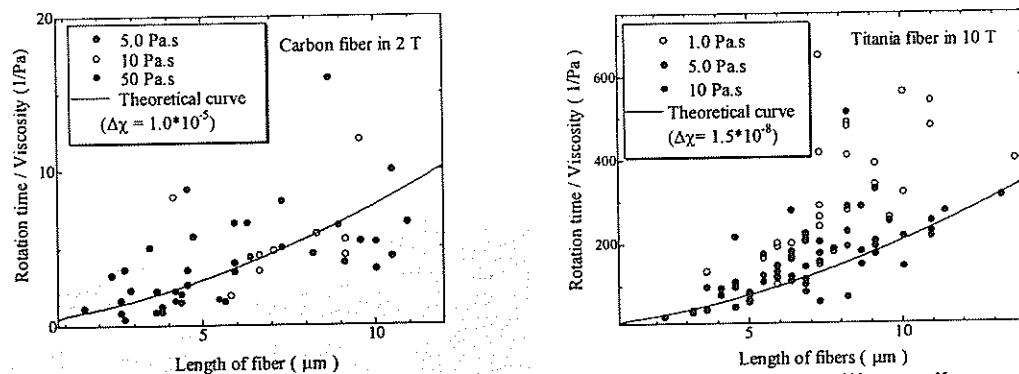 20
10
0
5
10
Rotation time / Viscosity ( 1/Pa )
Length of fiber ( μm )
5.0 Pa.s
10 Pa.s
50 Pa.s
Theoretical curve
(Δχ = 1.0*10⁻⁵)
Carbon fiber in 2 T
600
400
200
5
10
Rotation time / Viscosity ( 1/Pa )
Length of fibers ( μm )
1.0 Pa.s
5.0 Pa.s
10 Pa.s
Theoretical curve
(Δχ= 1.5*10⁻⁸)
Titania fiber in 10 T